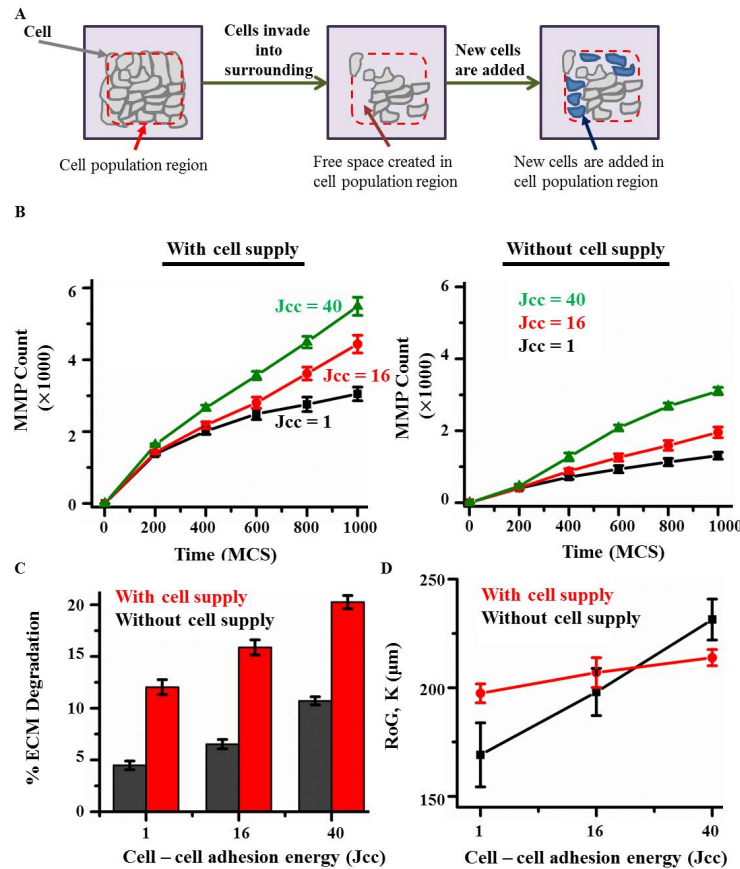 A
Cell
Cells invade
into
surrounding
New cells
are added
Cell population region
Free space created in
cell population region
New cells are added in
cell population region
B
With cell supply
Without cell supply
MMP Count
(×1000)
6
4
2
0
Jcc = 40
Jcc = 16
Jcc = 1
0 200 400 600 800 1000
Time (MCS)
MMP Count
(×1000)
6
4
2
0
Jcc = 40
Jcc = 16
Jcc = 1
0 200 400 600 800 1000
Time (MCS)
C
With cell supply
Without cell supply
% ECM Degradation
20
15
10
5
0
1 16 40
Cell – cell adhesion energy (Jcc)
D
With cell supply
Without cell supply
RoG, K (µm)
250
200
150
1 16 40
Cell – cell adhesion energy (Jcc)